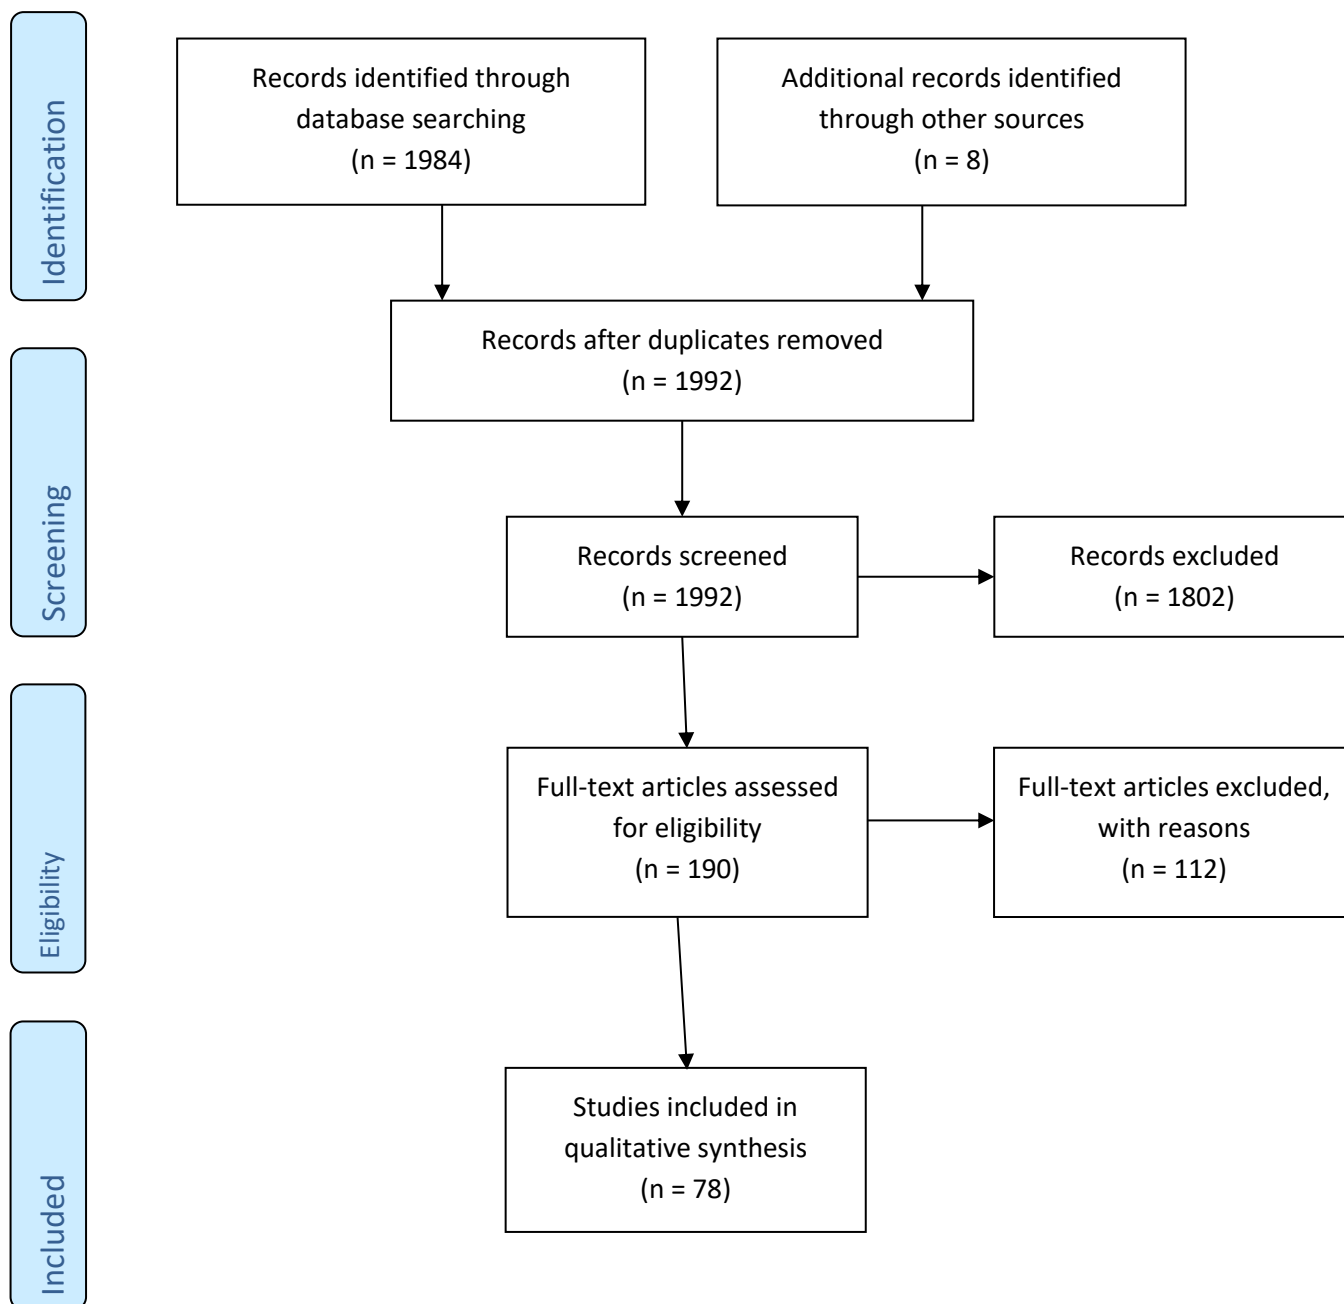 Identification
Records identified through
database searching
(n = 1984)
Additional records identified
through other sources
(n = 8)
Records after duplicates removed
(n = 1992)
Screening
Records screened
(n = 1992)
Records excluded
(n = 1802)
Eligibility
Full-text articles assessed
for eligibility
(n = 190)
Full-text articles excluded,
with reasons
(n = 112)
Included
Studies included in
qualitative synthesis
(n = 78)